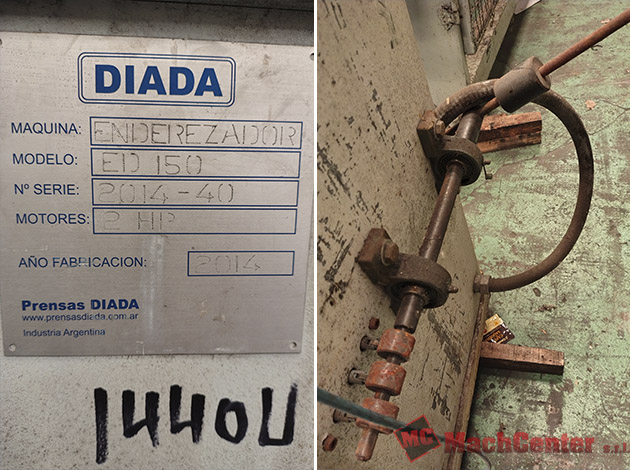 DIADA
MAQUINA: ENDEREZADOR
MODELO: ED 150
Nº SERIE: 2014-40
MOTORES: 2 HP
AÑO FABRICACION: 2014
Prensas DIADA
www.prensasdiada.com.ar
Industria Argentina
MC MachCenter s.r.l.